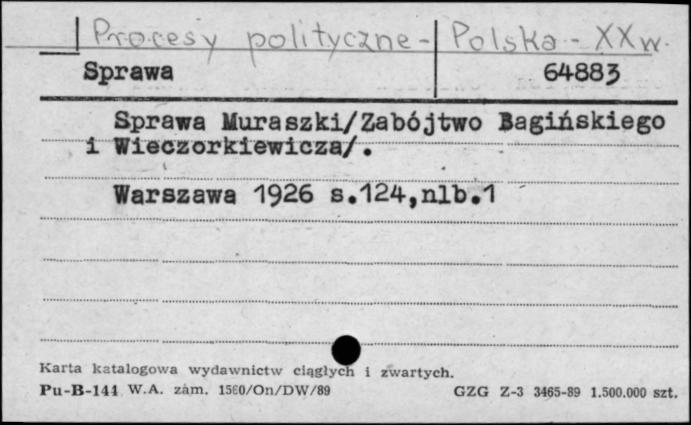 Procesy polityczne - Polska - XX w.
Sprawa 64883
Sprawa Muraszki/Zabójtwo Bagińskiego
i Wieczorkiewicza/.
Warszawa 1926 s.124,nlb.1
Karta katalogowa wydawnictw ciągłych i zwartych.
Pu-B-144 W.A. zam. 1560/On/DW/89 GZG Z-3 3465-89 1.500.000 szt.